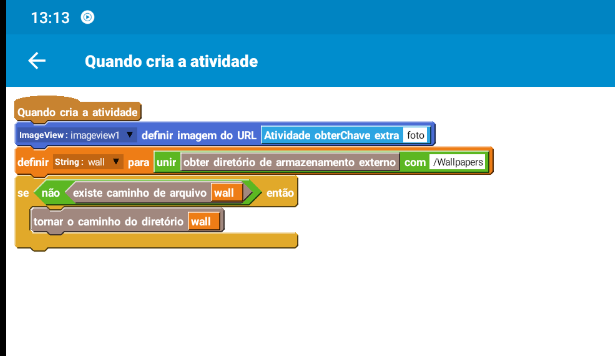 13:13
Quando cria a atividade
Quando cria a atividade
ImageView : imageview1 definir imagem do URL Atividade obterChave extra foto
definir String : wall para unir obter diretório de armazenamento externo com /Wallpapers
se não existe caminho de arquivo wall então
tornar o caminho do diretório wall